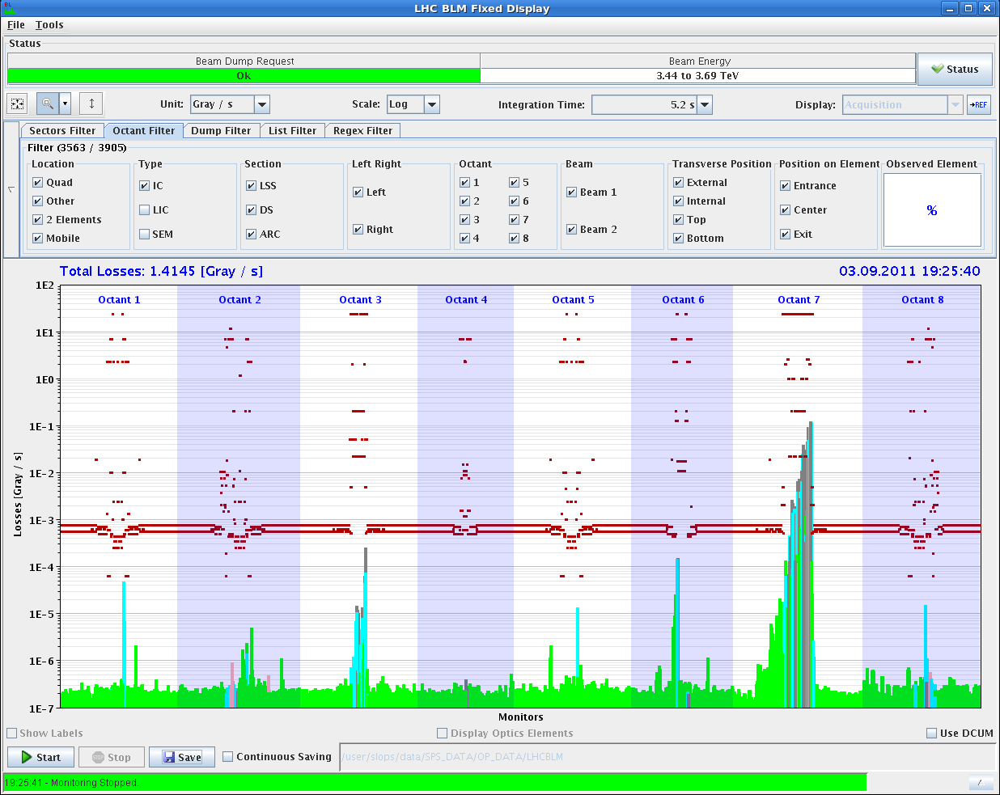 BL
LHC BLM Fixed Display
File Tools
Status
Beam Dump Request Beam Energy
Ok 3.44 to 3.69 TeV Status
Unit: Gray / s Scale: Log Integration Time: 5.2 s Display: Acquisition →REF
Sectors Filter Octant Filter Dump Filter List Filter Regex Filter
Filter (3563 / 3905)
Location Type Section Left Right Octant Beam Transverse Position Position on Element Observed Element
Quad IC LSS Left 1 5 Beam 1 External Entrance %
Other LIC DS Right 2 6 Beam 2 Internal Center
2 Elements SEM ARC 3 7 Top Exit
Mobile 4 8 Bottom
Total Losses: 1.4145 [Gray / s] 03.09.2011 19:25:40
Octant 1 Octant 2 Octant 3 Octant 4 Octant 5 Octant 6 Octant 7 Octant 8
1E2
1E1
1E0
1E-1
1E-2
1E-3
1E-4
1E-5
1E-6
1E-7
Losses [Gray / s]
Monitors
Show Labels Display Optics Elements Use DCUM
Start STOP Stop Save Continuous Saving /user/slops/data/SPS_DATA/OP_DATA/LHCBLM
19:25:41 - Monitoring Stopped.